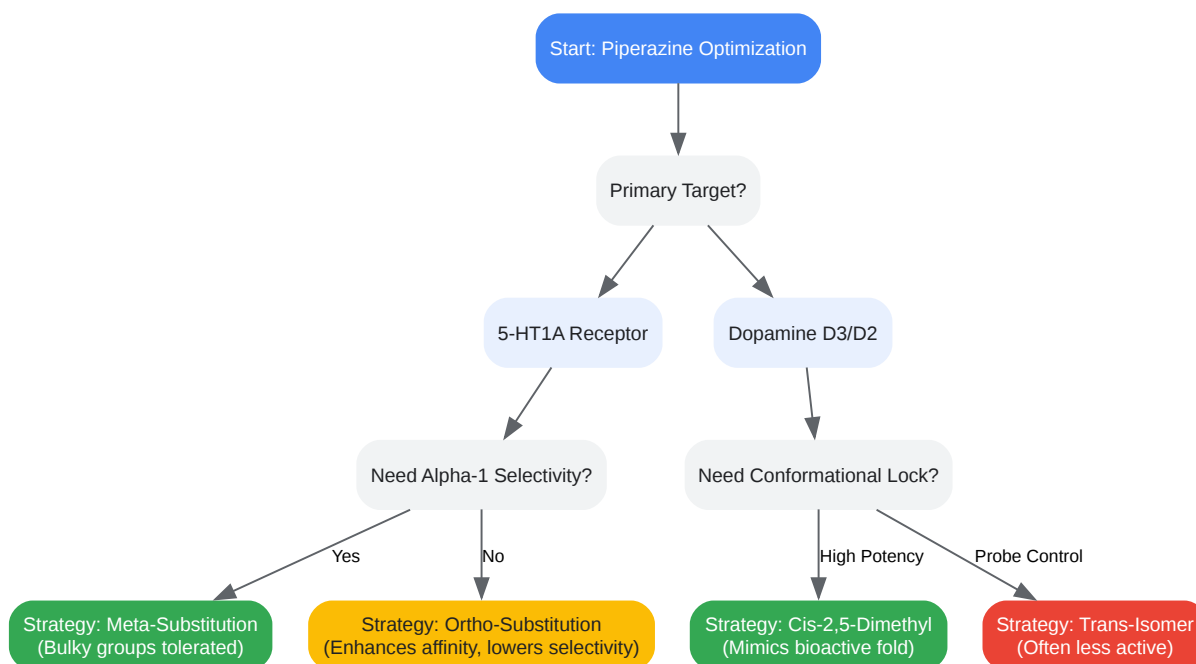 Start: Piperazine Optimization
Primary Target?
5-HT1A Receptor
Dopamine D3/D2
Need Alpha-1 Selectivity?
Need Conformational Lock?
Yes
No
High Potency
Probe Control
Strategy: Meta-Substitution
(Bulky groups tolerated)
Strategy: Ortho-Substitution
(Enhances affinity, lowers selectivity)
Strategy: Cis-2,5-Dimethyl
(Mimics bioactive fold)
Strategy: Trans-Isomer
(Often less active)